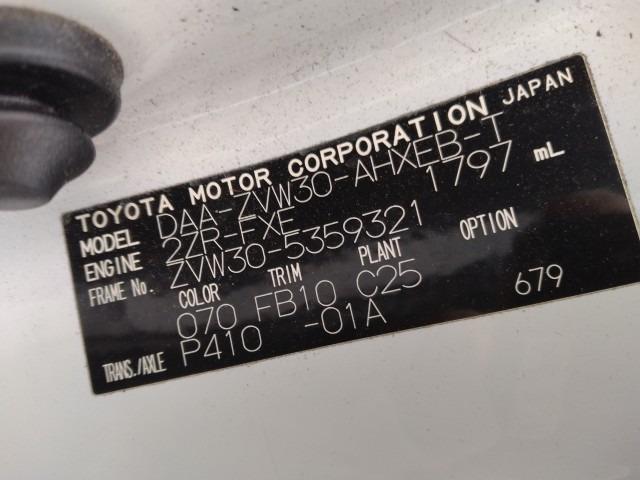 TOYOTA MOTOR CORPORATION JAPAN
MODEL DAA-ZVW30-AHXEB-T
ENGINE 2ZR-FXE 1797 mL
FRAME No. ZVW30-5359321
COLOR TRIM PLANT OPTION
070 FB10 C25 679
TRANS./AXLE P410 -01A